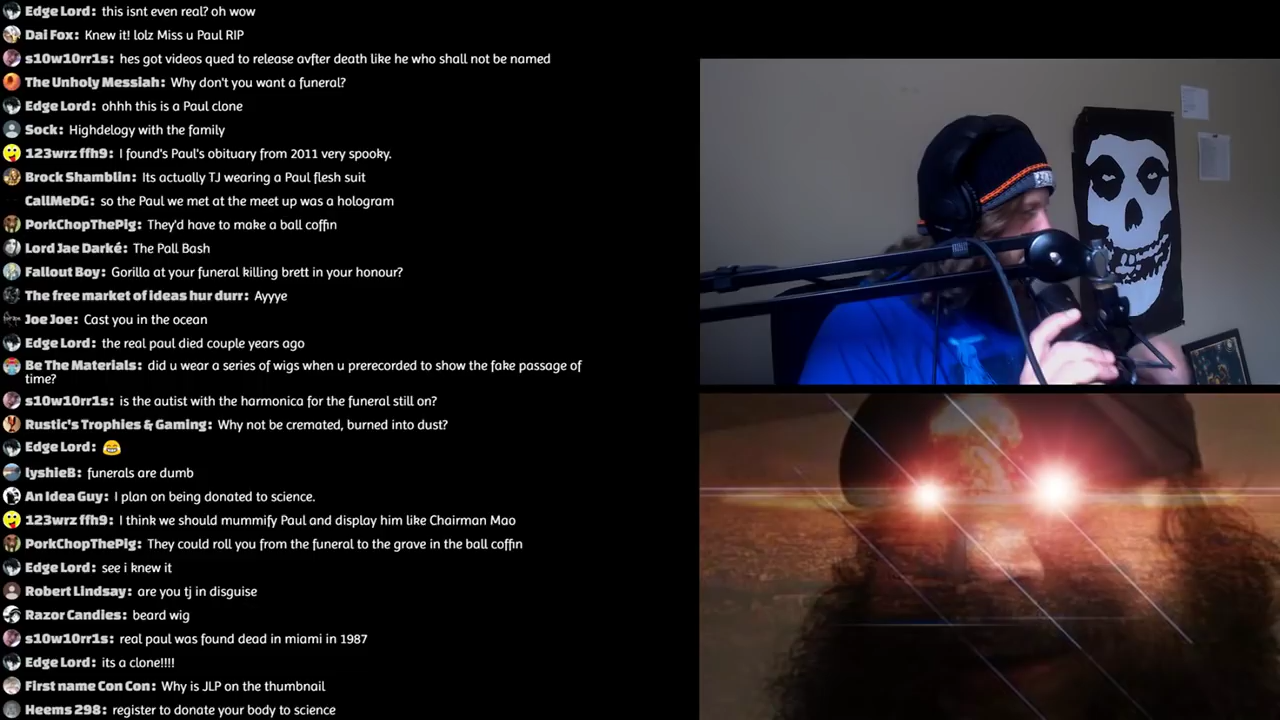 Edge Lord: this isnt even real? oh wow
Dai Fox: Knew it! lolz Miss u Paul RIP
s10w10rr1s: hes got videos qued to release avfter death like he who shall not be named
The Unholy Messiah: Why don't you want a funeral?
Edge Lord: ohhh this is a Paul clone
Sock: Highdelogy with the family
123wrz ffh9: I found's Paul's obituary from 2011 very spooky.
Brock Shamblin: Its actually TJ wearing a Paul flesh suit
CallMeDG: so the Paul we met at the meet up was a hologram
PorkChopThePig: They'd have to make a ball coffin
Lord Jae Darké: The Pall Bash
Fallout Boy: Gorilla at your funeral killing brett in your honour?
The free market of ideas hur durr: Ayyye
Joe Joe: Cast you in the ocean
Edge Lord: the real paul died couple years ago
Be The Materials: did u wear a series of wigs when u prerecorded to show the fake passage of
time?
s10w10rr1s: is the autist with the harmonica for the funeral still on?
Rustic's Trophies & Gaming: Why not be cremated, burned into dust?
Edge Lord: 😁
lyshieB: funerals are dumb
An Idea Guy: I plan on being donated to science.
123wrz ffh9: I think we should mummify Paul and display him like Chairman Mao
PorkChopThePig: They could roll you from the funeral to the grave in the ball coffin
Edge Lord: see i knew it
Robert Lindsay: are you tj in disguise
Razor Candies: beard wig
s10w10rr1s: real paul was found dead in miami in 1987
Edge Lord: its a clone!!!!
First name Con Con: Why is JLP on the thumbnail
Heems 298: register to donate your body to science